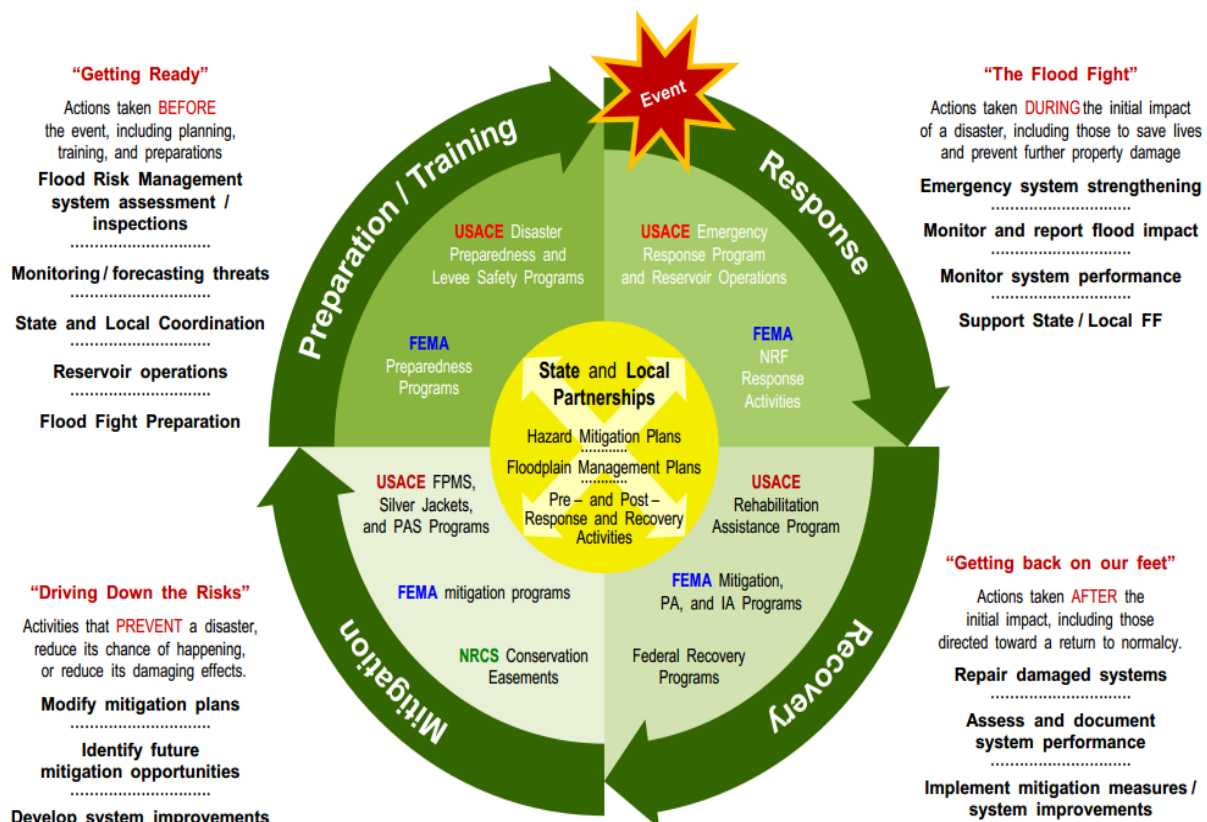 “Getting Ready”
Actions taken BEFORE
the event, including planning,
training, and preparations
Flood Risk Management
system assessment /
inspections
Monitoring / forecasting threats
State and Local Coordination
Reservoir operations
Flood Fight Preparation
Preparation / Training
USACE Disaster
Preparedness and
Levee Safety Programs
FEMA
Preparedness
Programs
Event
Response
USACE Emergency
Response Program
and Reservoir Operations
FEMA
NRF
Response
Activities
“The Flood Fight”
Actions taken DURING the initial impact
of a disaster, including those to save lives
and prevent further property damage
Emergency system strengthening
Monitor and report flood impact
Monitor system performance
Support State / Local FF
State and Local
Partnerships
Hazard Mitigation Plans
Floodplain Management Plans
Pre – and Post –
Response and Recovery
Activities
USACE FPMS,
Silver Jackets,
and PAS Programs
FEMA mitigation programs
NRCS Conservation
Easements
Mitigation
USACE
Rehabilitation
Assistance Program
FEMA Mitigation,
PA, and IA Programs
Federal Recovery
Programs
Recovery
“Driving Down the Risks”
Activities that PREVENT a disaster,
reduce its chance of happening,
or reduce its damaging effects.
Modify mitigation plans
Identify future
mitigation opportunities
Develop system improvements
“Getting back on our feet”
Actions taken AFTER the
initial impact, including those
directed toward a return to normalcy.
Repair damaged systems
Assess and document
system performance
Implement mitigation measures /
system improvements